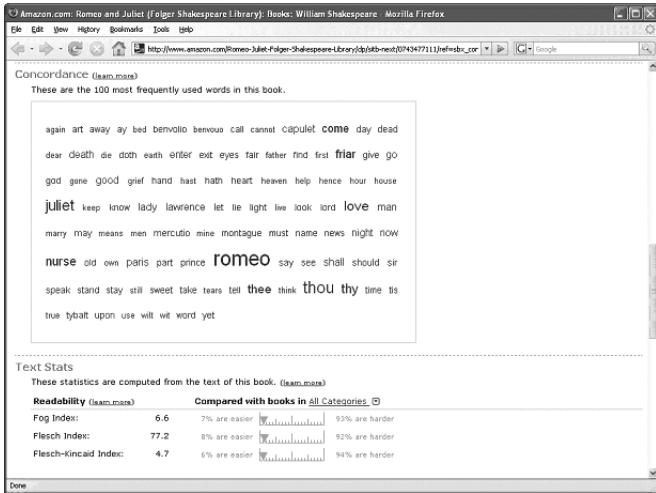 Amazon.com: Romeo and Juliet (Folger Shakespeare Library): Books: William Shakespeare - Mozilla Firefox
File Edit View History Bookmarks Tools Help
http://www.amazon.com/Romeo-Juliet-Folger-Shakespeare-Library/dp/sitb-next/0743477111/ref=sbx_cor G Google
Concordance (learn more)
These are the 100 most frequently used words in this book.
again art away ay bed benvolio benvouo call cannot capulet come day dead
dear death die doth earth enter exit eyes fair father find first friar give go
god gone good grief hand hast hath heart heaven help hence hour house
juliet keep know lady lawrence let lie light live look lord love man
marry may means men mercutio mine montague must name news night now
nurse old own paris part prince romeo say see shall should sir
speak stand stay still sweet take tears tell thee think thou thy time tis
true tybalt upon use wilt wit word yet
Text Stats
These statistics are computed from the text of this book. (learn more)
Readability (learn more) Compared with books in All Categories
Fog Index: 6.6 7% are easier 93% are harder
Flesch Index: 77.2 8% are easier 92% are harder
Flesch-Kincaid Index: 4.7 6% are easier 94% are harder
Done